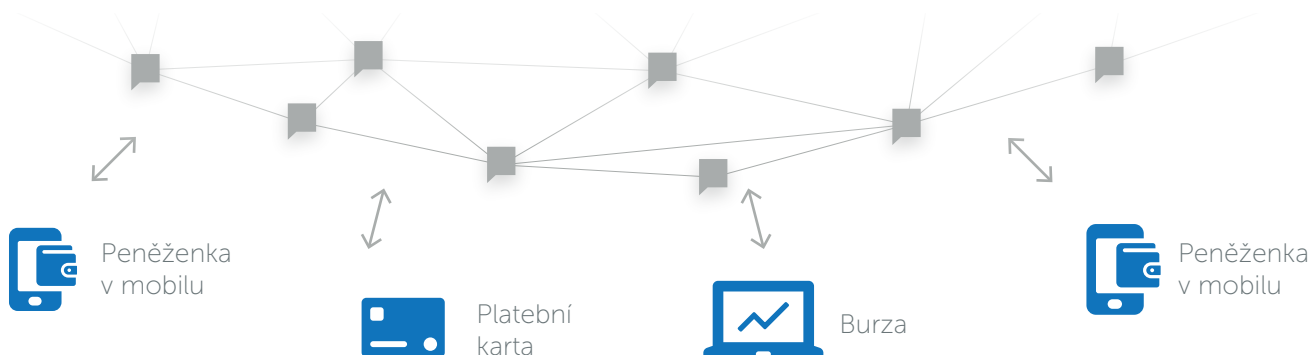 Peněženka
v mobilu
Platební
karta
Burza
Peněženka
v mobilu